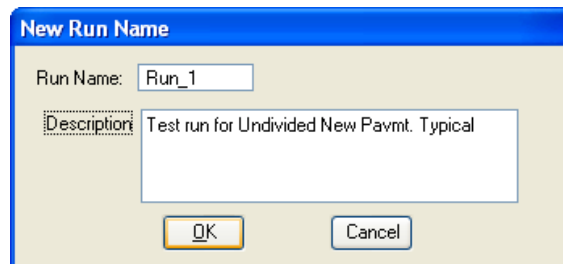 New Run Name
Run Name: Run_1
Description Test run for Undivided New Pavmt. Typical
OK Cancel